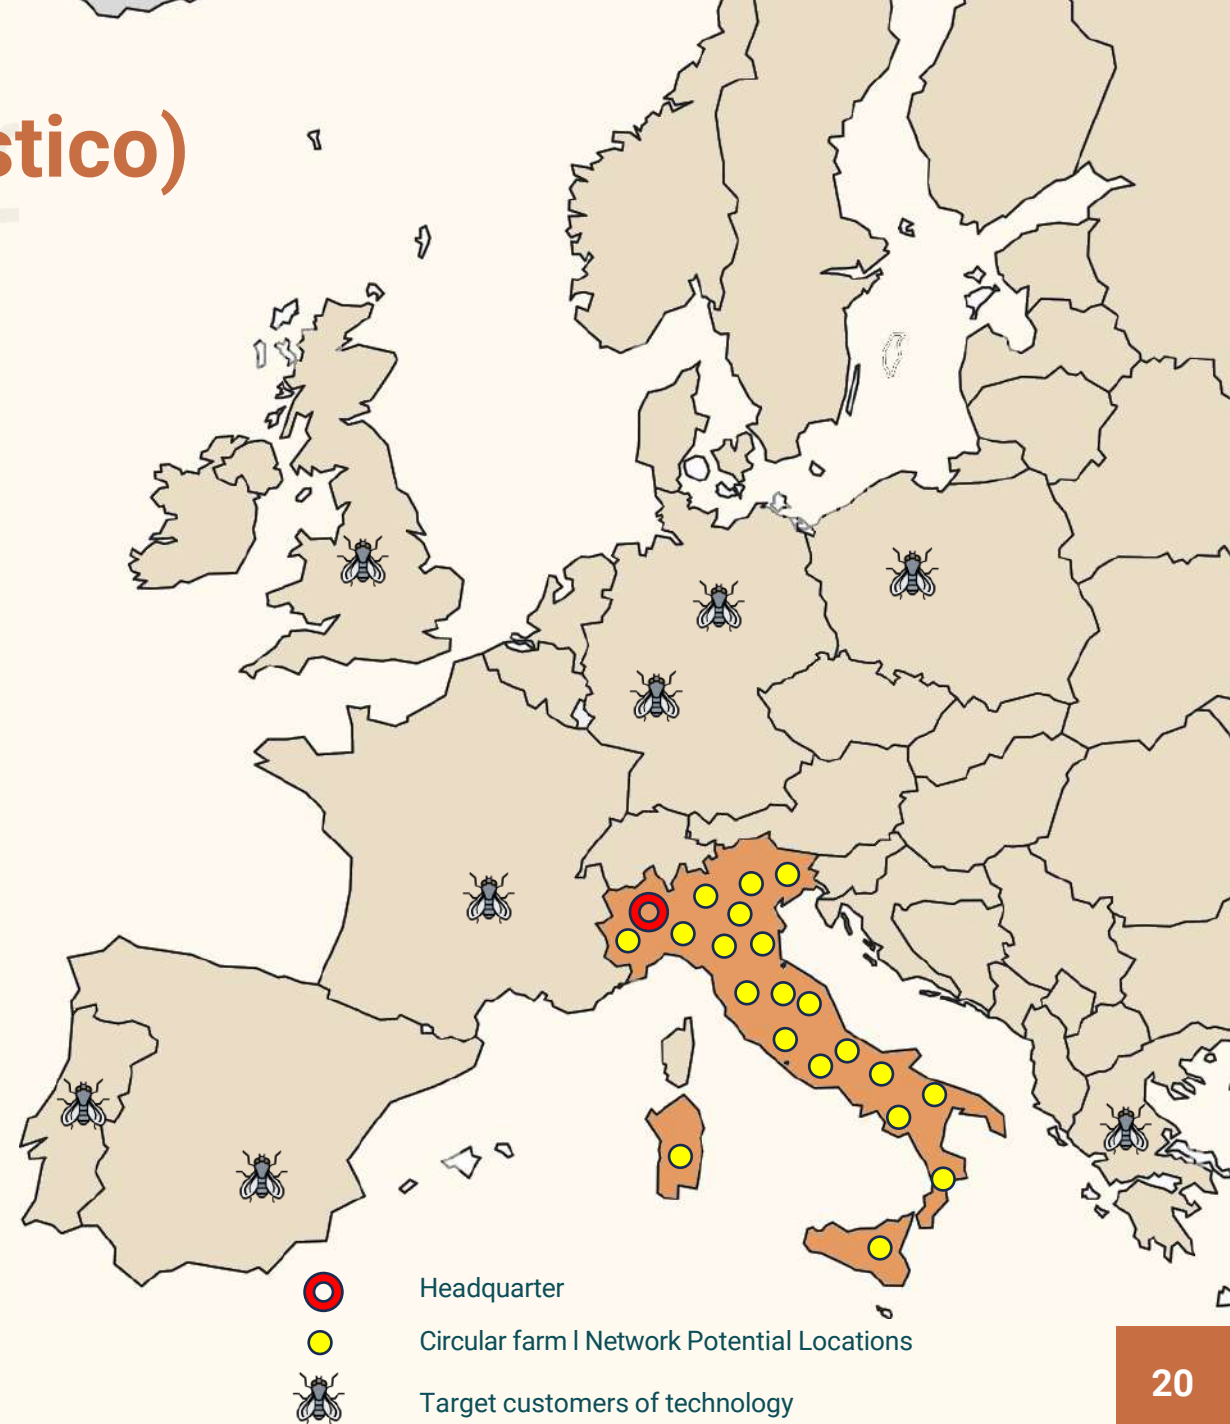 stico)
Headquarter
Circular farm l Network Potential Locations
Target customers of technology
20